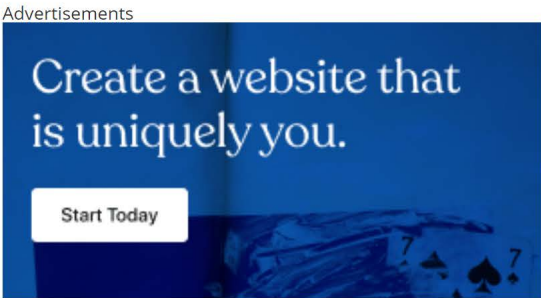 Advertisements
Create a website that
is uniquely you.
Start Today
7
7